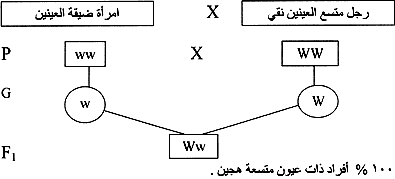 رجل متسع العينين نقي X امرأة ضيقة العينين
P ww X WW
G w W
F1 Ww
١٠٠ % أفراد ذات عيون متسعة هجين .